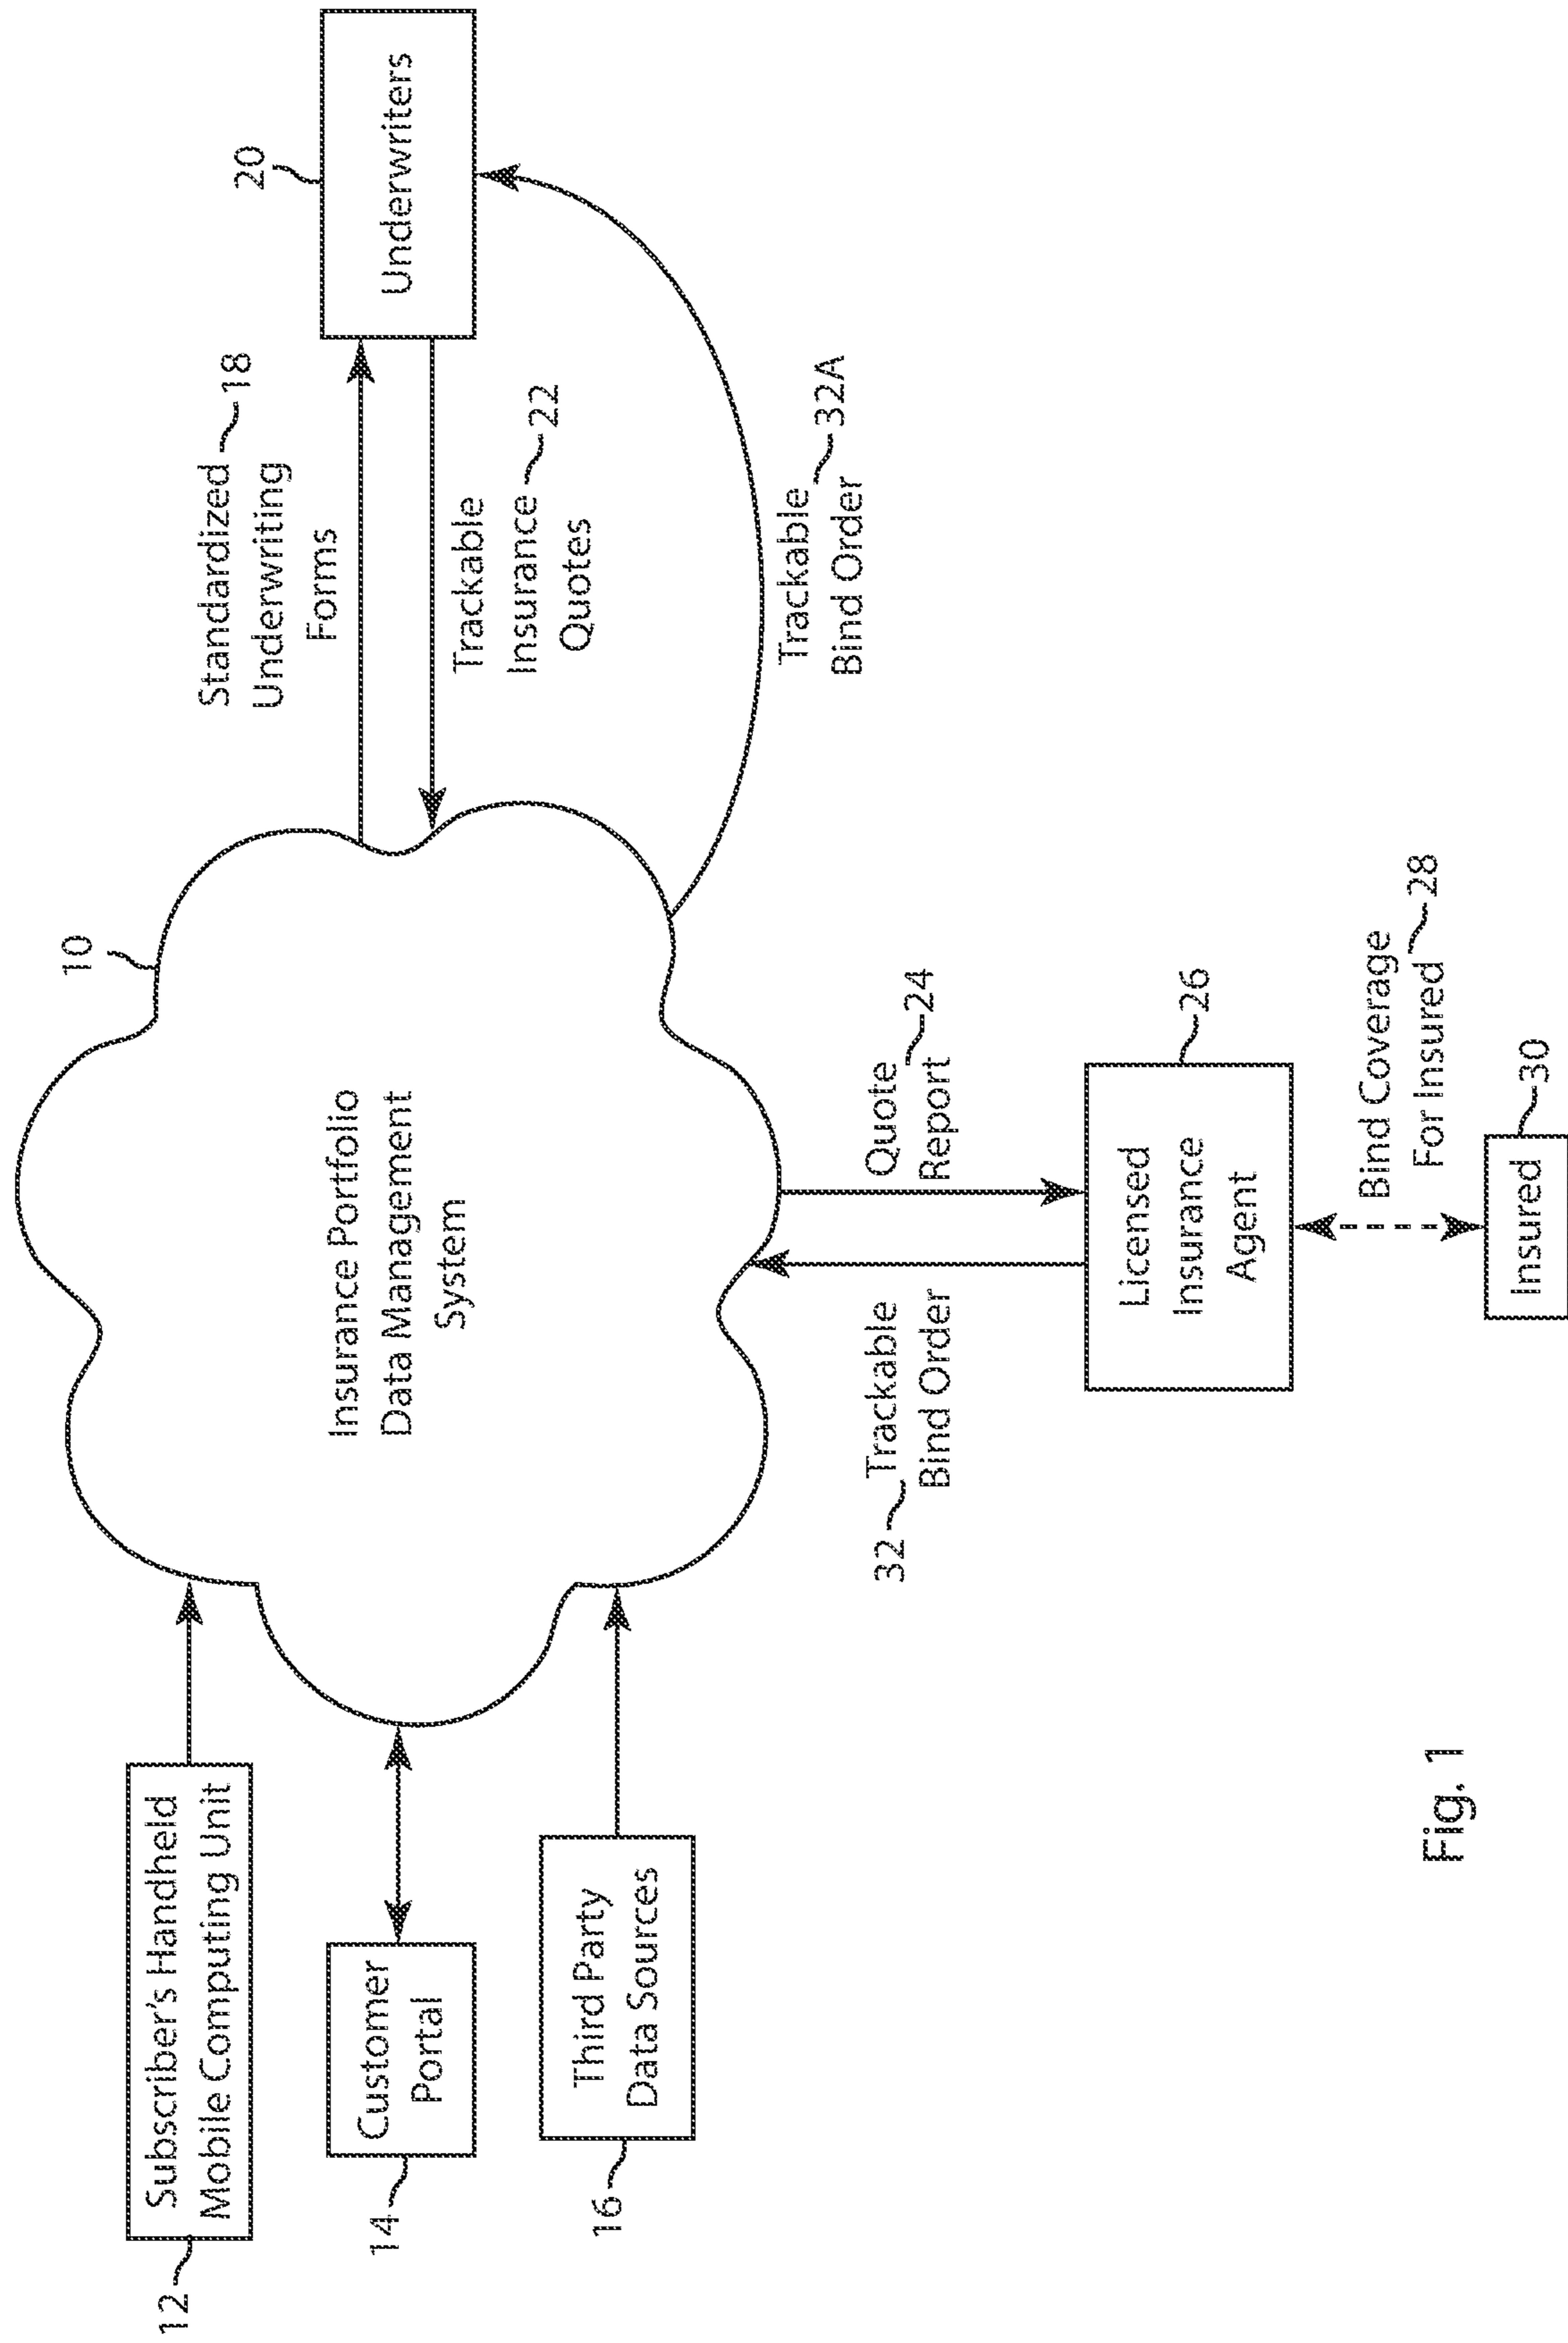 10
Insurance Portfolio
Data Management
System
12
Subscriber's Handheld
Mobile Computing Unit
14
Customer
Portal
16
Third Party
Data Sources
Standardized 18
Underwriting
Forms
20
Underwriters
Trackable
Insurance 22
Quotes
Trackable
Bind Order 32A
32 Trackable
Bind Order
Quote
Report 24
Licensed
Insurance
Agent
26
Bind Coverage
For Insured 28
Insured
30
Fig. 1